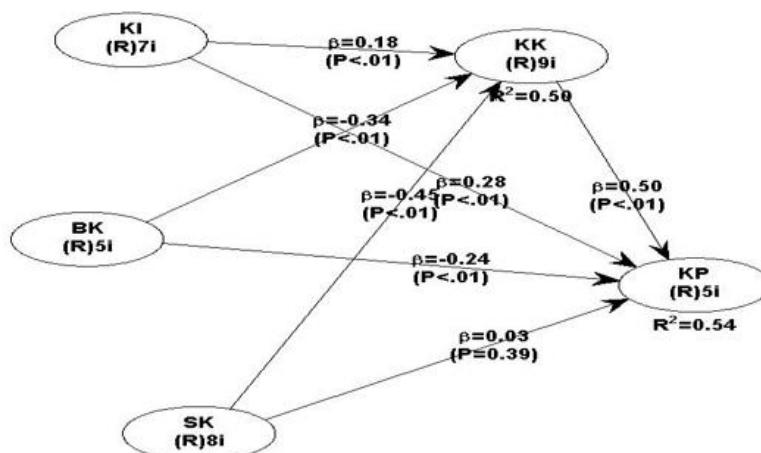 KI
(R)7i
β=0.18
(P<.01)
KK
(R)9i
R²=0.50
β=-0.34
(P<.01)
β=-0.45
(P<.01)
β=0.28
(P<.01)
β=0.50
(P<.01)
BK
(R)5i
β=-0.24
(P<.01)
KP
(R)5i
R²=0.54
β=0.03
(P=0.39)
SK
(R)8i